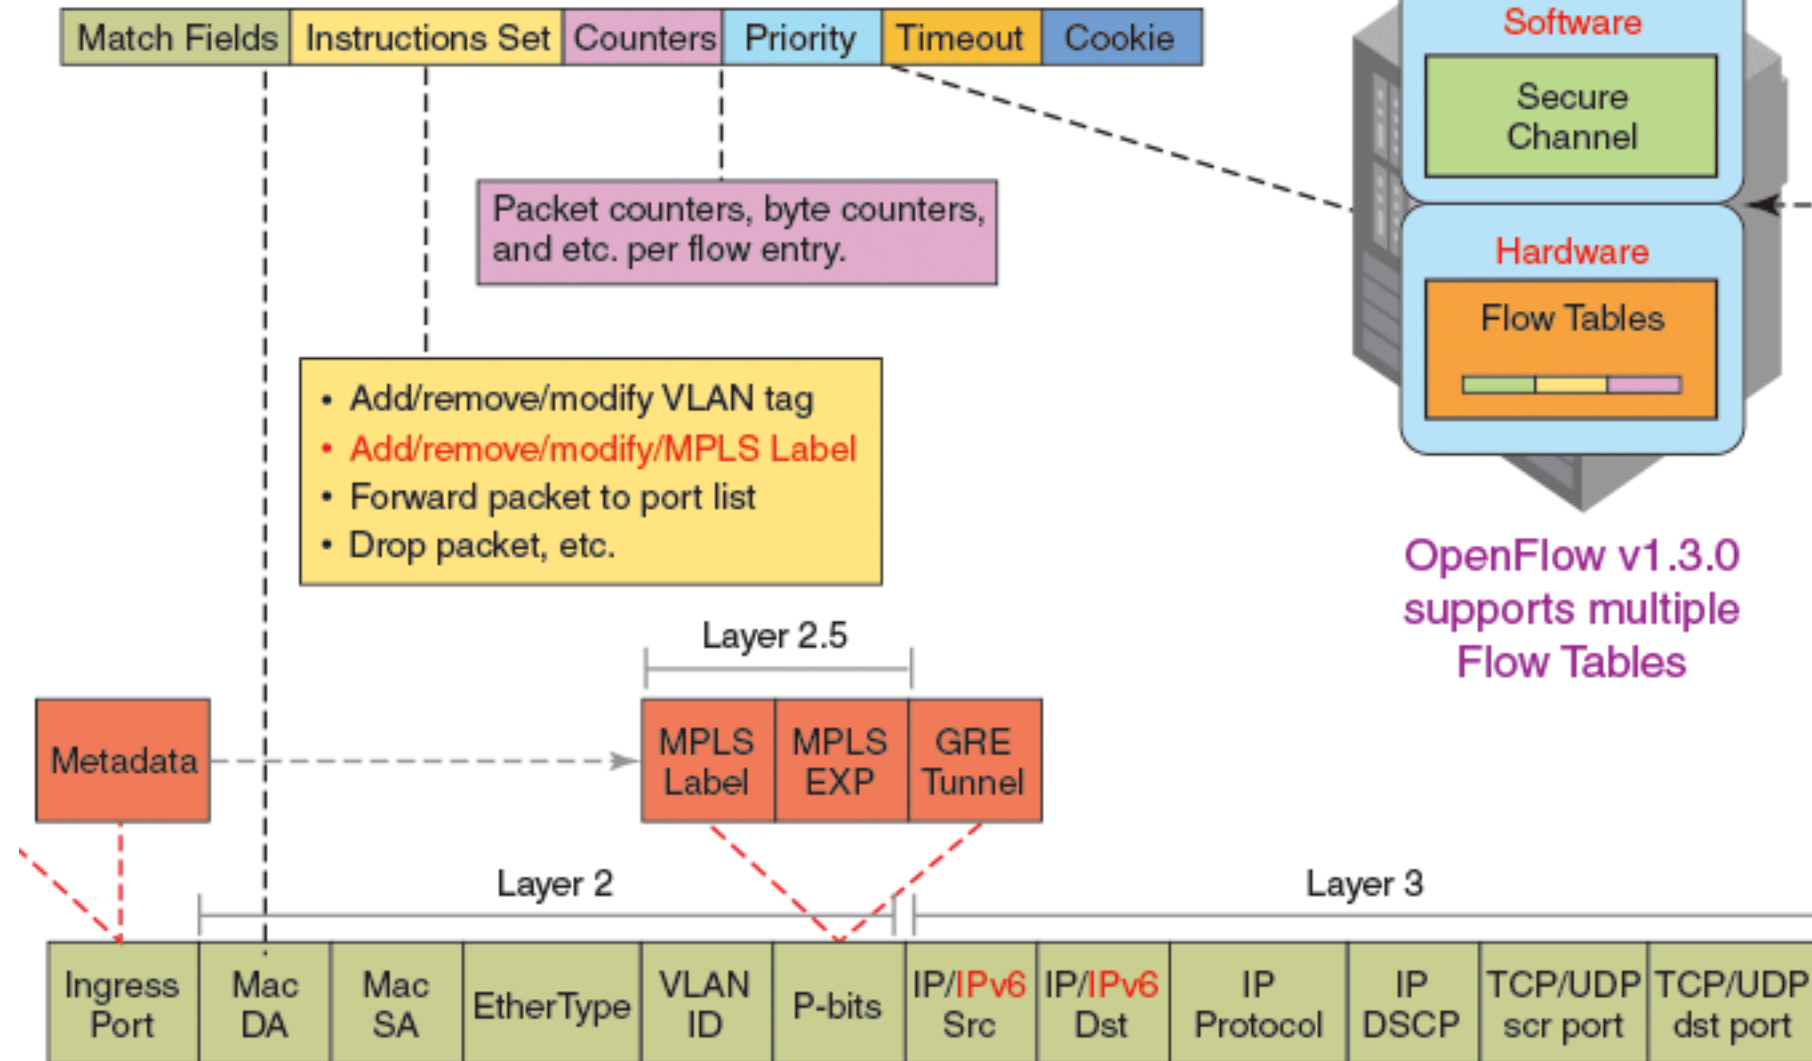 Match Fields
Instructions Set
Counters
Priority
Timeout
Cookie
Software
Secure
Channel
Hardware
Flow Tables
OpenFlow v1.3.0
supports multiple
Flow Tables
Packet counters, byte counters,
and etc. per flow entry.
• Add/remove/modify VLAN tag
• Add/remove/modify/MPLS Label
• Forward packet to port list
• Drop packet, etc.
Layer 2.5
Metadata
MPLS
Label
MPLS
EXP
GRE
Tunnel
Layer 2
Layer 3
Ingress
Port
Mac
DA
Mac
SA
EtherType
VLAN
ID
P-bits
IP/IPv6
Src
IP/IPv6
Dst
IP
Protocol
IP
DSCP
TCP/UDP
scr port
TCP/UDP
dst port